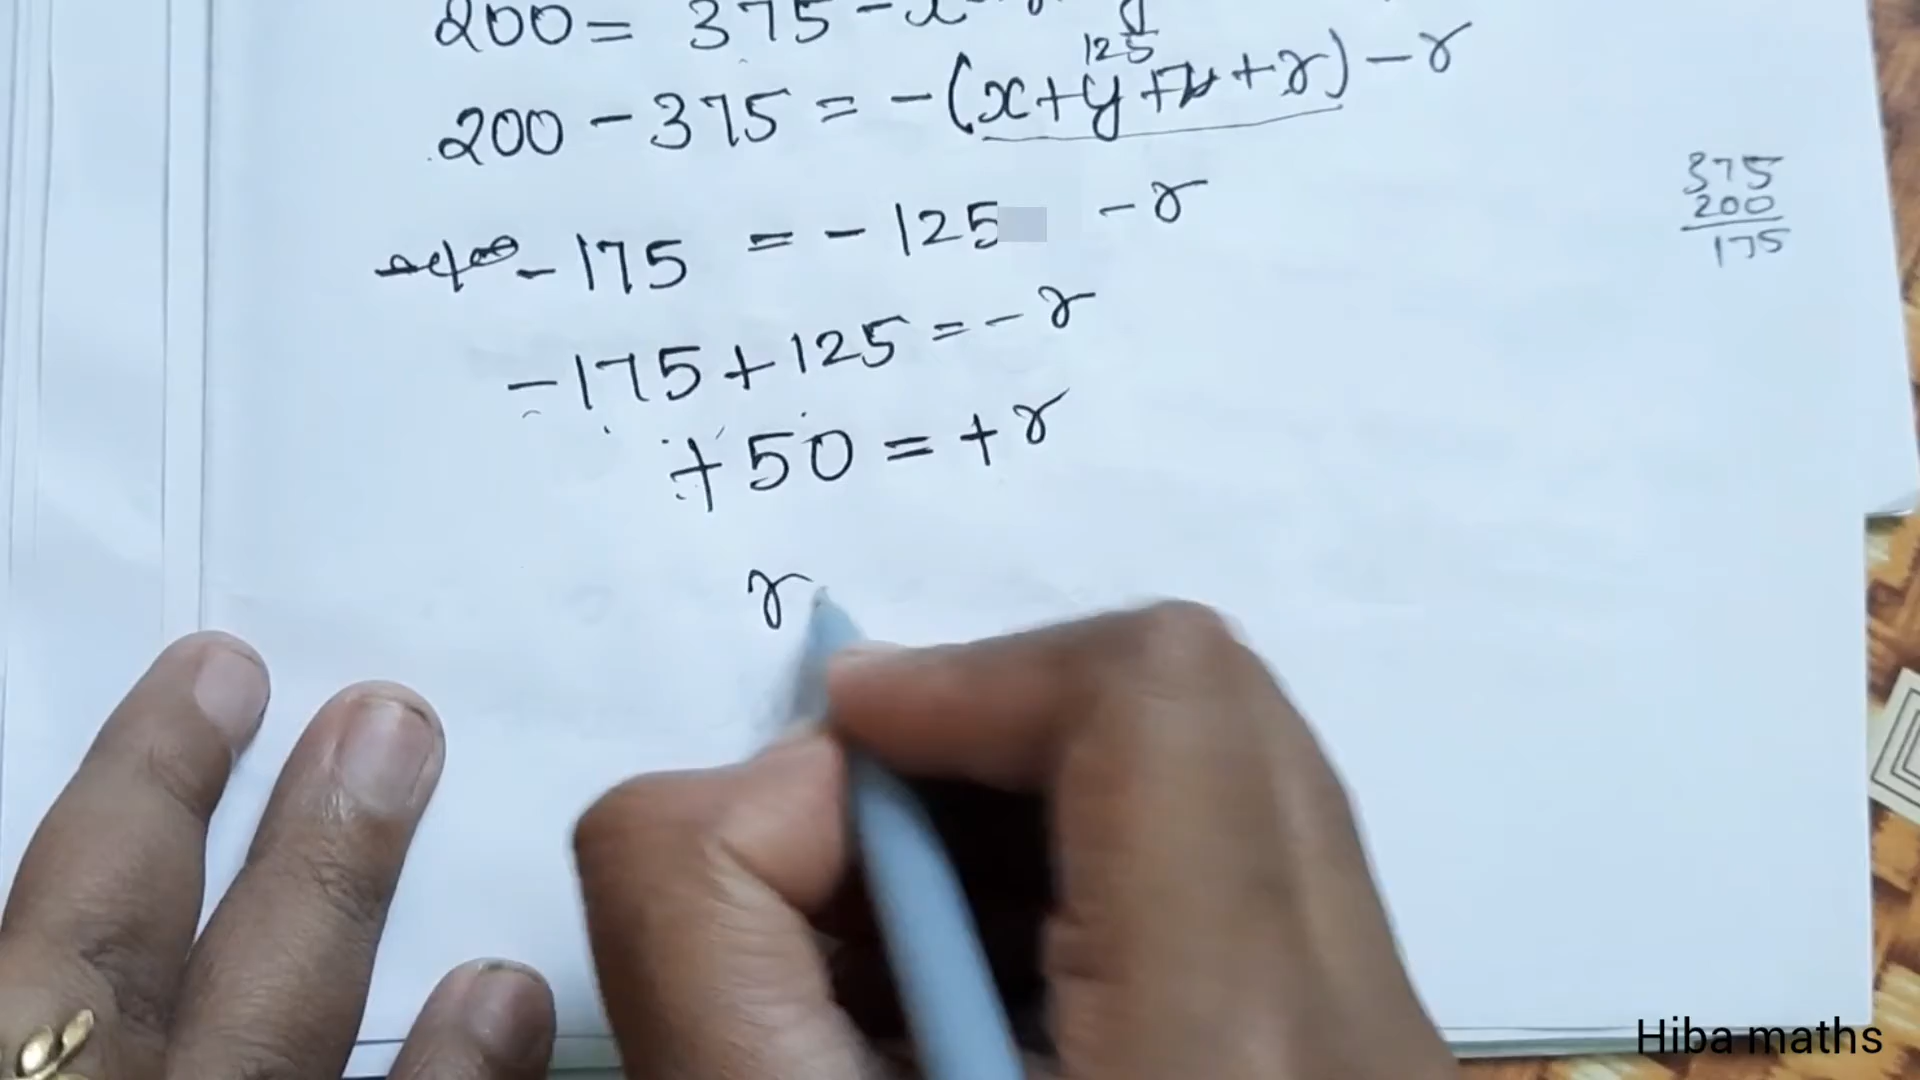 200 = 375 -
200 - 375 = -(x+y+ +r) - r
125
-175 = -125 - r
-175 + 125 = - r
+50 = + r
r
375
200
175
Hiba maths